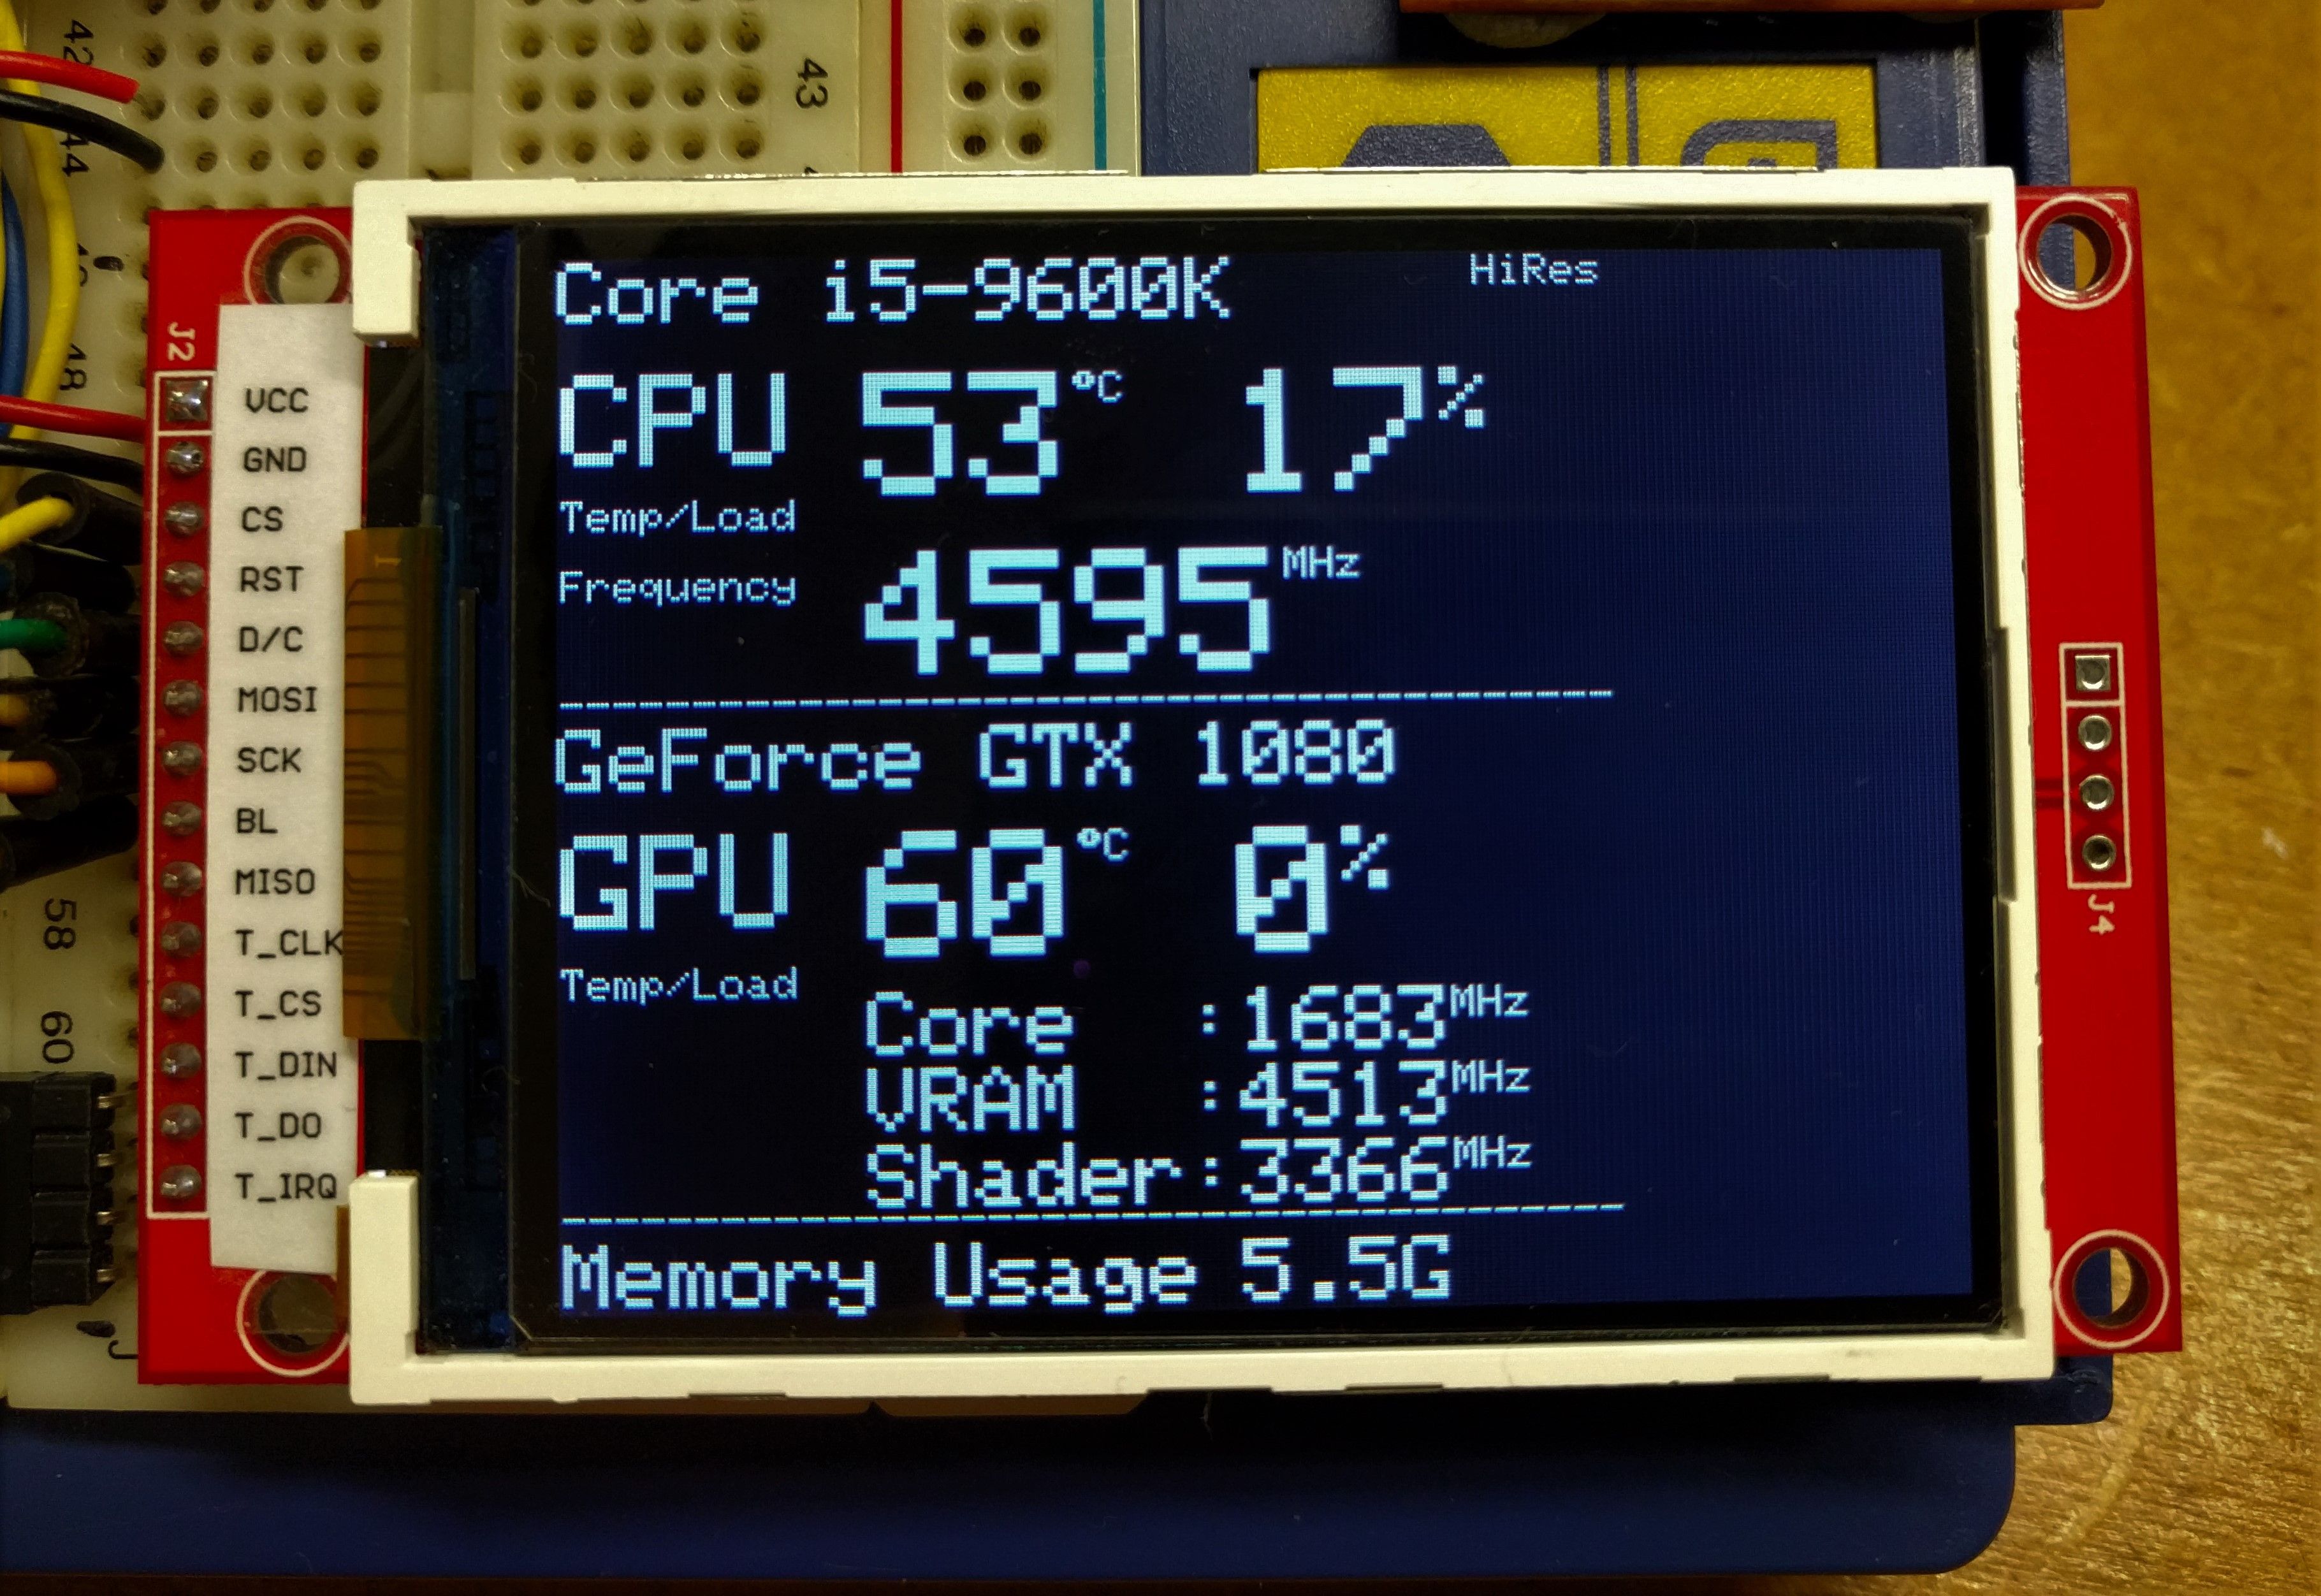 42
43
44
48
58
60
J2
VCC
GND
CS
RST
D/C
MOSI
SCK
BL
MISO
T_CLK
T_CS
T_DIN
T_DO
T_IRQ
Core i5-9600K
HiRes
CPU 53°C 17%
Temp/Load
Frequency 4595MHz
--------------------------------
GeForce GTX 1080
GPU 60°C 0%
Temp/Load
Core :1683MHz
VRAM :4513MHz
Shader:3366MHz
--------------------------------
Memory Usage 5.5G
J4
J